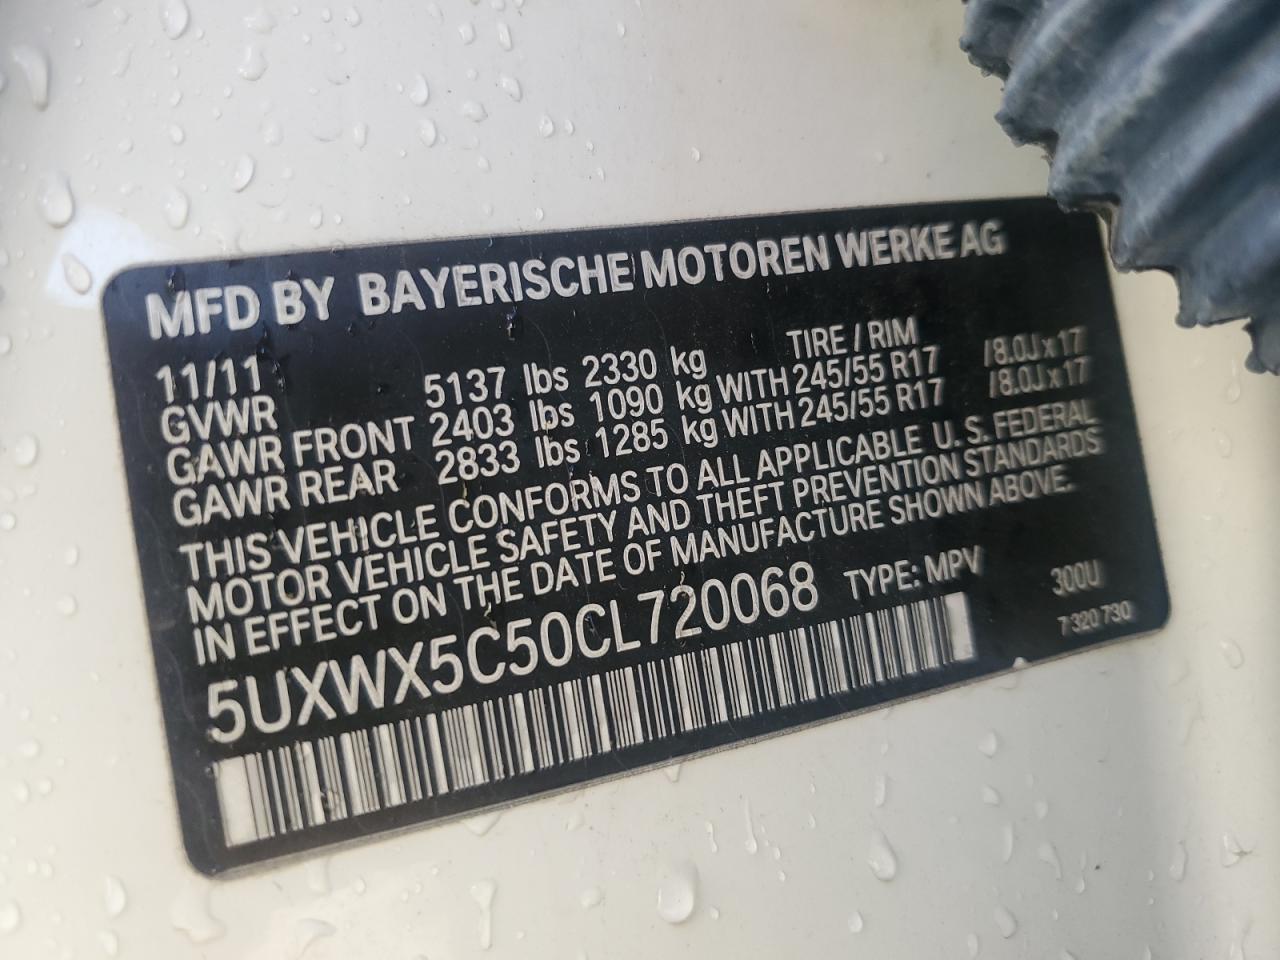 MFD BY BAYERISCHE MOTOREN WERKE AG
11/11 TIRE / RIM
GVWR 5137 lbs 2330 kg
GAWR FRONT 2403 lbs 1090 kg WITH 245/55 R17 /8.0J x 17
GAWR REAR 2833 lbs 1285 kg WITH 245/55 R17 /8.0J x 17
THIS VEHICLE CONFORMS TO ALL APPLICABLE U.S. FEDERAL
MOTOR VEHICLE SAFETY AND THEFT PREVENTION STANDARDS
IN EFFECT ON THE DATE OF MANUFACTURE SHOWN ABOVE.
5UXWX5C50CL720068 TYPE: MPV 300U
7 320 730